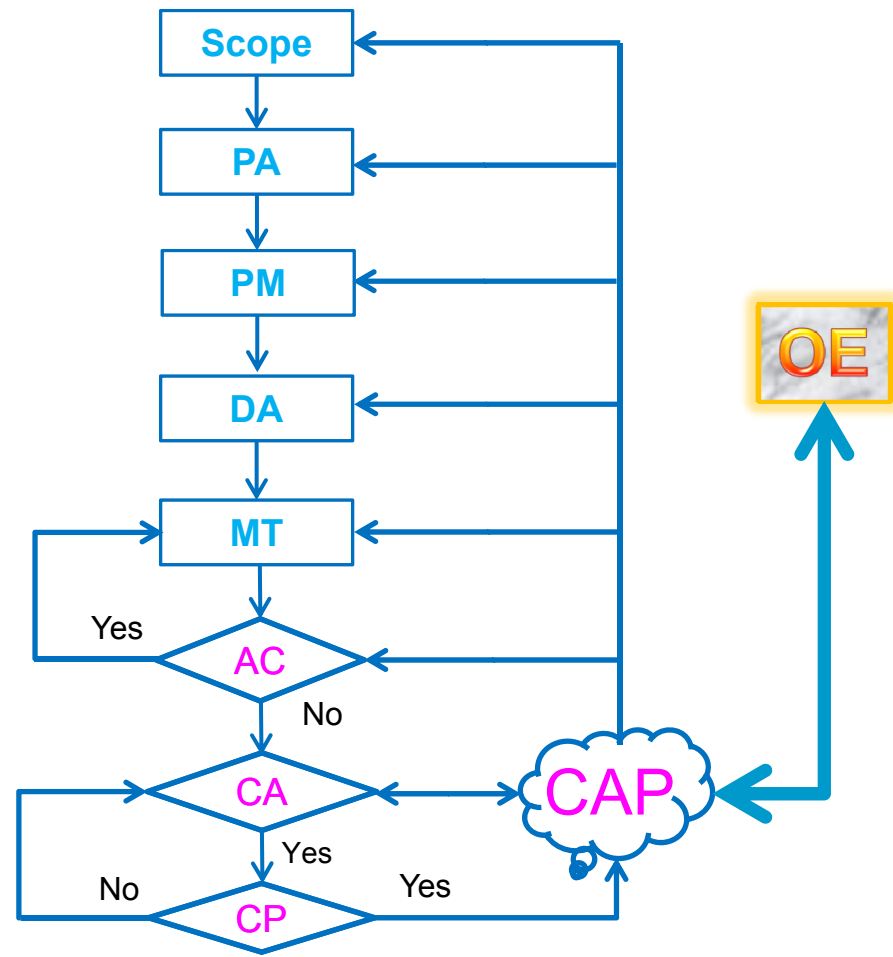 Scope
PA
PM
OE
DA
MT
Yes
AC
No
CA
CAP
Yes
No
Yes
CP